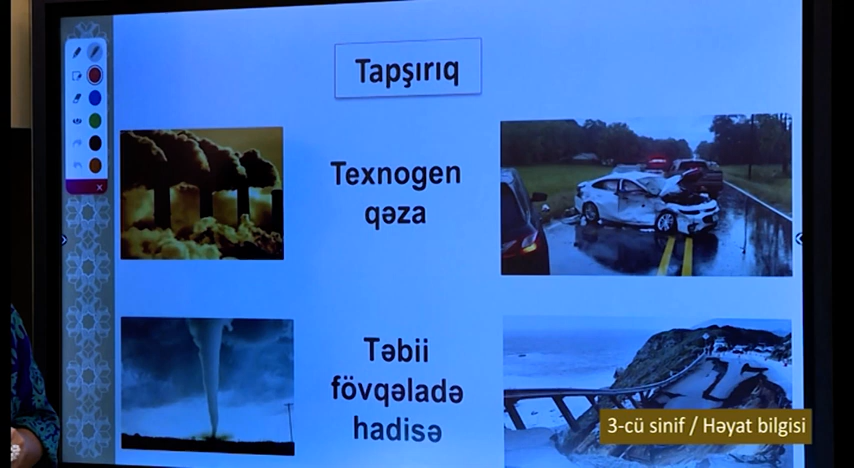 Tapşırıq
Texnogen
qəza
Təbii
fövqəladə
hadisə
3-cü sinif / Həyat bilgisi